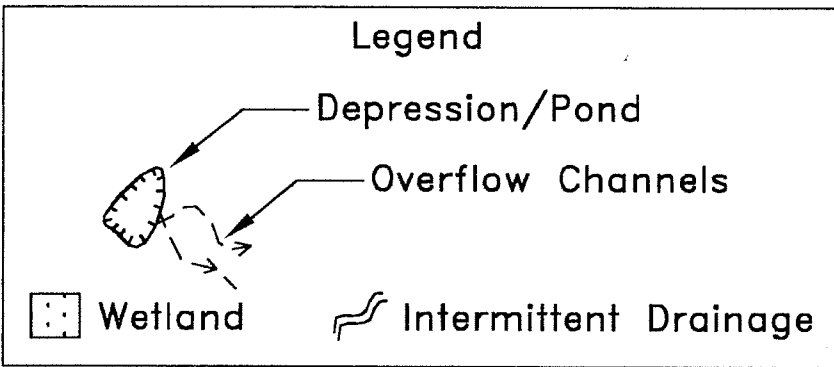 Legend
Depression/Pond
Overflow Channels
Wetland
Intermittent Drainage